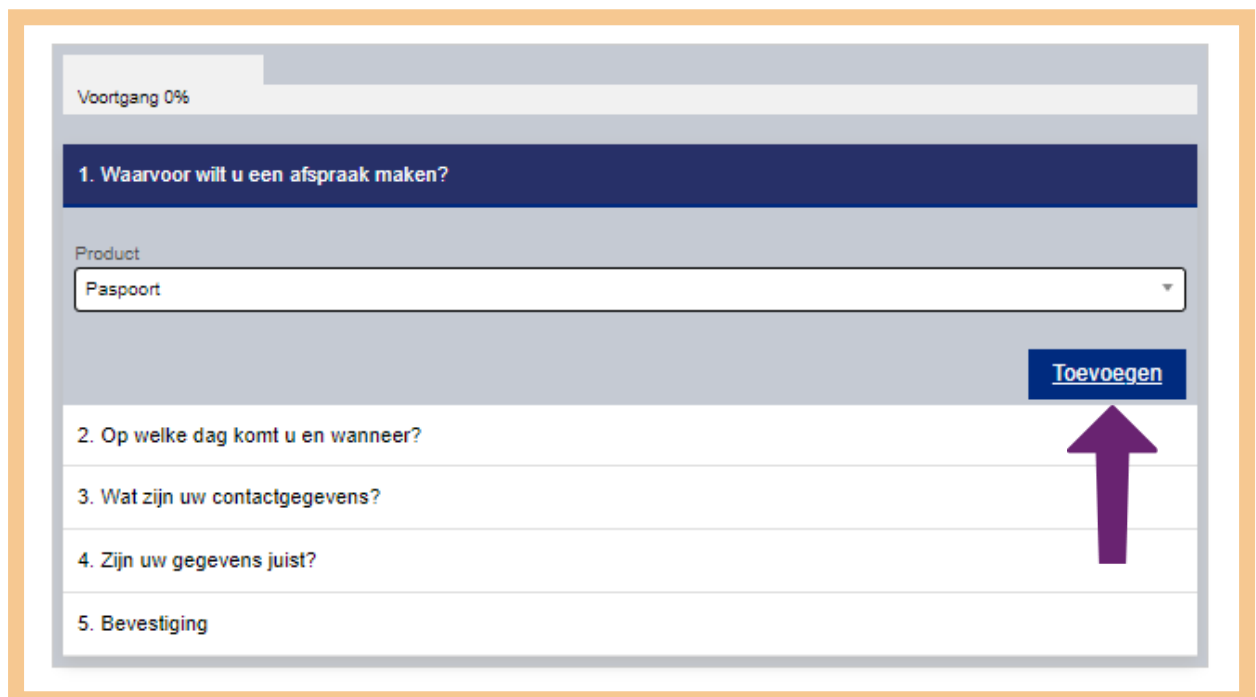 Voortgang 0%
1. Waarvoor wilt u een afspraak maken?
Product
Paspoort
Toevoegen
2. Op welke dag komt u en wanneer?
3. Wat zijn uw contactgegevens?
4. Zijn uw gegevens juist?
5. Bevestiging